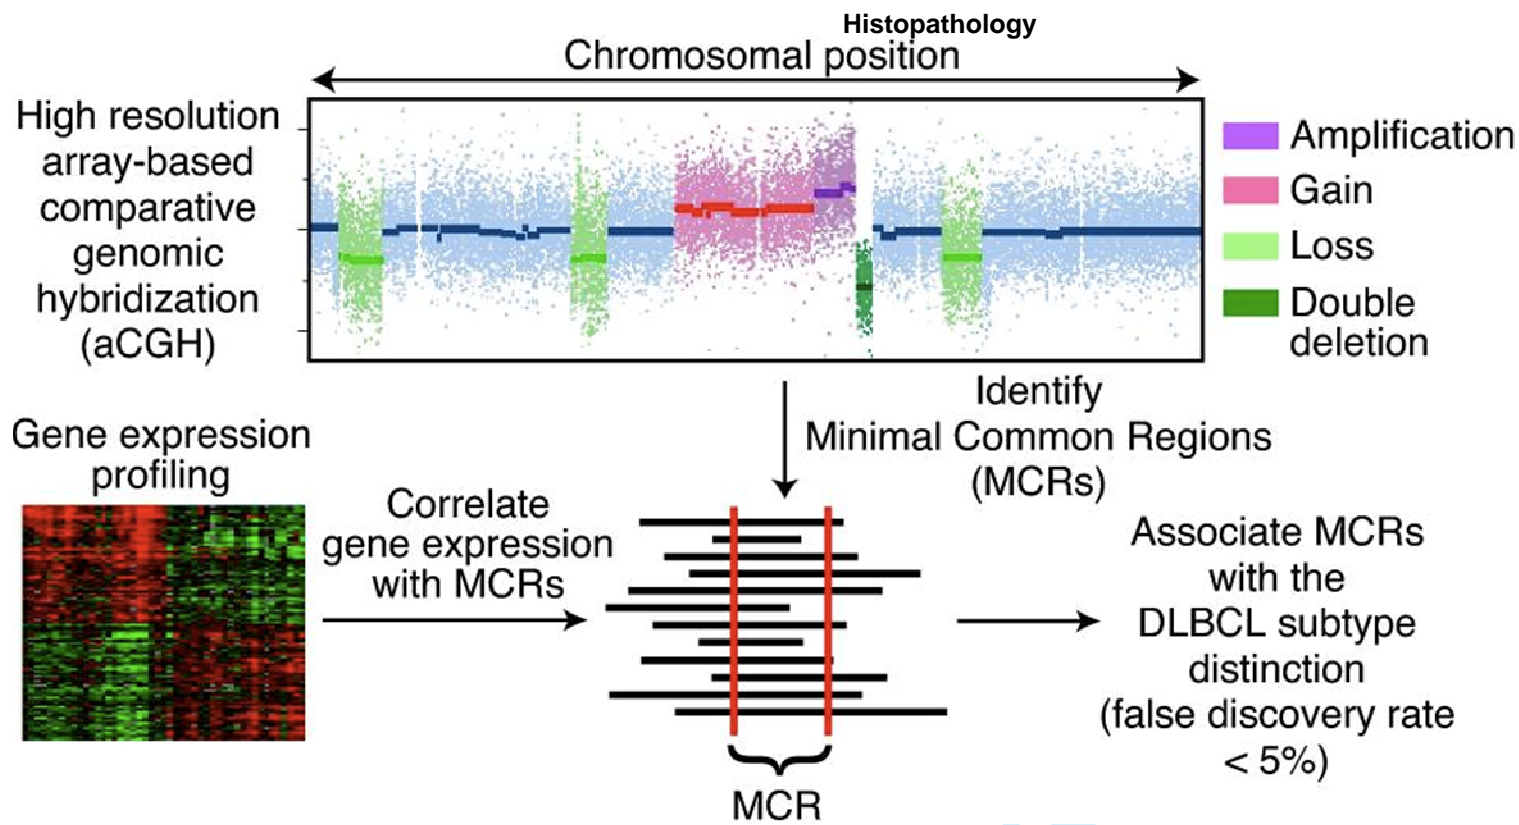 Histopathology
Chromosomal position
High resolution
array-based
comparative
genomic
hybridization
(aCGH)
Amplification
Gain
Loss
Double
deletion
Identify
Minimal Common Regions
(MCRs)
Gene expression
profiling
Correlate
gene expression
with MCRs
Associate MCRs
with the
DLBCL subtype
distinction
(false discovery rate
< 5%)
MCR